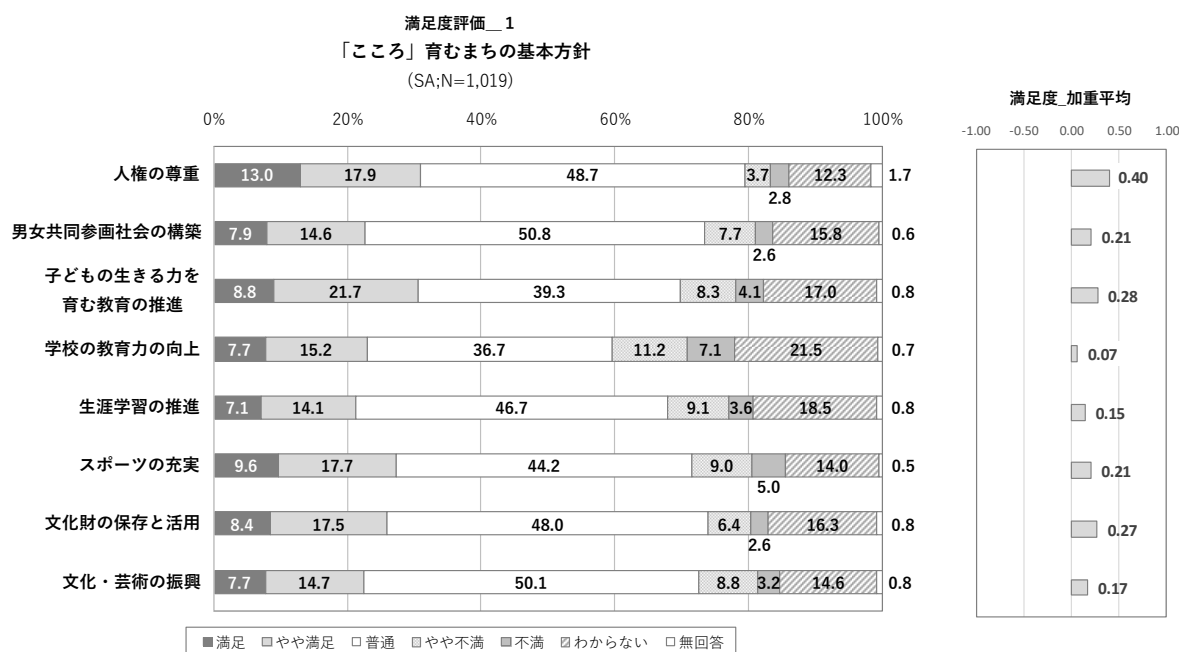 満足度評価__1
「こころ」育むまちの基本方針
(SA;N=1,019)
0% 20% 40% 60% 80% 100%
人権の尊重 13.0 17.9 48.7 3.7 2.8 12.3 1.7
男女共同参画社会の構築 7.9 14.6 50.8 7.7 2.6 15.8 0.6
子どもの生きる力を
育む教育の推進 8.8 21.7 39.3 8.3 4.1 17.0 0.8
学校の教育力の向上 7.7 15.2 36.7 11.2 7.1 21.5 0.7
生涯学習の推進 7.1 14.1 46.7 9.1 3.6 18.5 0.8
スポーツの充実 9.6 17.7 44.2 9.0 5.0 14.0 0.5
文化財の保存と活用 8.4 17.5 48.0 6.4 2.6 16.3 0.8
文化・芸術の振興 7.7 14.7 50.1 8.8 3.2 14.6 0.8
満足 やや満足 普通 やや不満 不満 わからない 無回答
満足度_加重平均
-1.00 -0.50 0.00 0.50 1.00
0.40
0.21
0.28
0.07
0.15
0.21
0.27
0.17